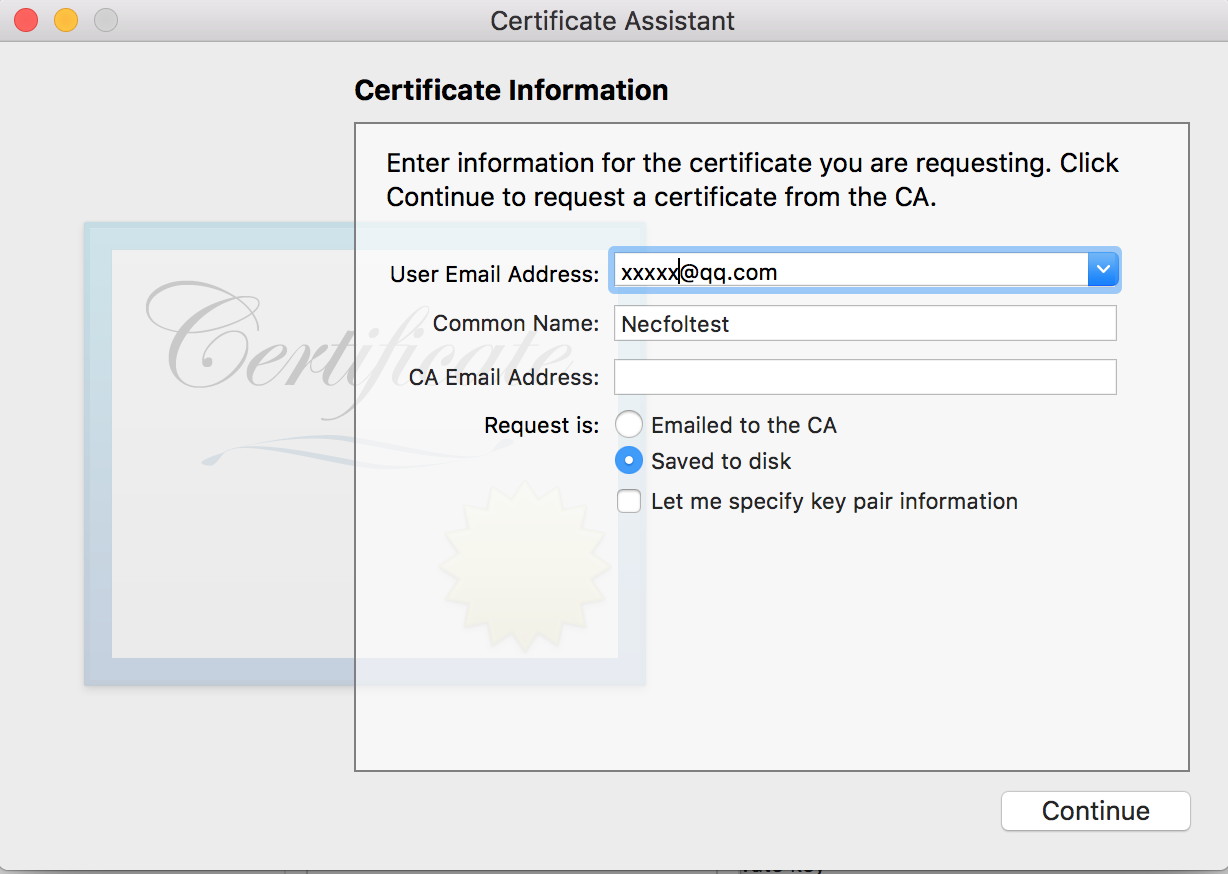 Certificate Assistant
Certificate Information
Enter information for the certificate you are requesting. Click
Continue to request a certificate from the CA.
User Email Address: xxxxx@qq.com
Common Name: Necfoltest
CA Email Address:
Request is: Emailed to the CA
Saved to disk
Let me specify key pair information
Certificate
Continue